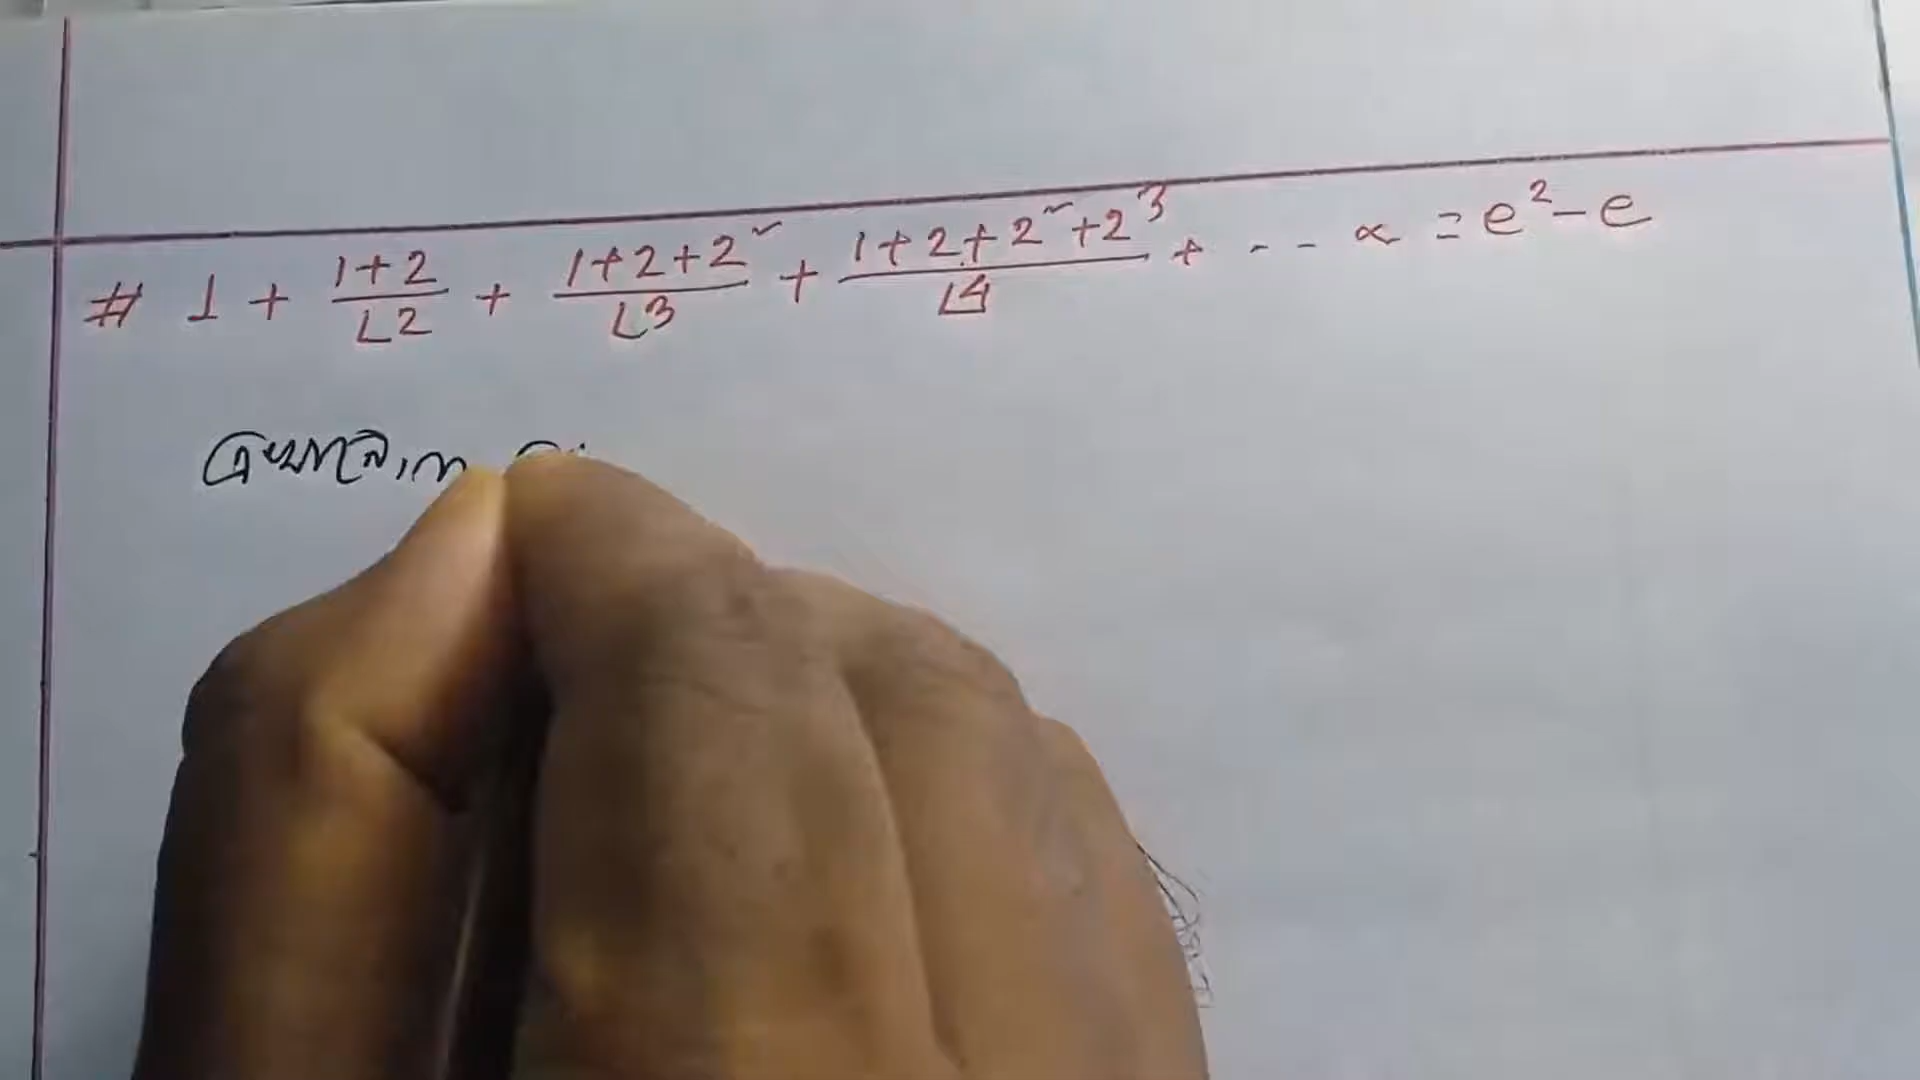 # 1 + (1+2)/∟2 + (1+2+2²)/∟3 + (1+2+2²+2³)/∟4 + - - - ∝ = e² - e